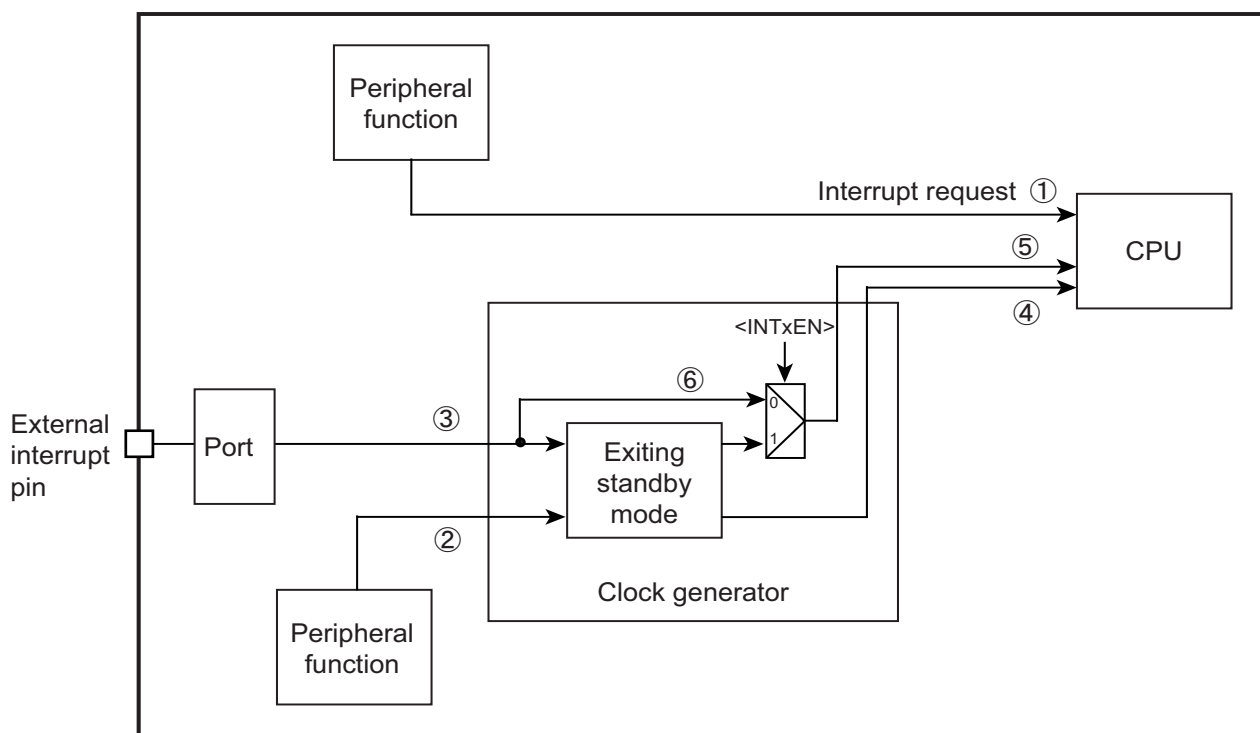 Peripheral
function
Interrupt request ①
CPU
⑤
④
<INTxEN>
⑥
0
1
External
interrupt
pin
Port
③
Exiting
standby
mode
②
Clock generator
Peripheral
function